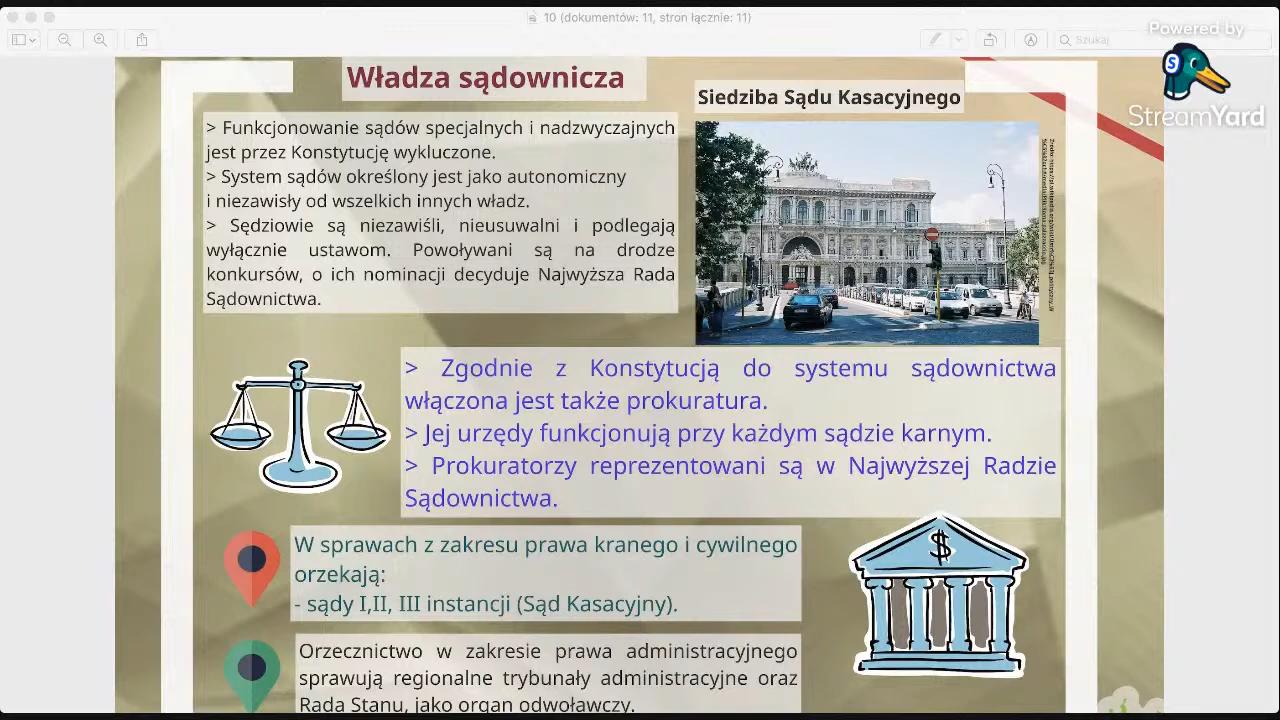 10 (dokumentów: 11, stron łącznie: 11)
Szukaj
Powered by
StreamYard
Władza sądownicza
Siedziba Sądu Kasacyjnego
> Funkcjonowanie sądów specjalnych i nadzwyczajnych
jest przez Konstytucję wykluczone.
> System sądów określony jest jako autonomiczny
i niezawisły od wszelkich innych władz.
> Sędziowie są niezawiśli, nieusuwalni i podlegają
wyłącznie ustawom. Powoływani są na drodze
konkursów, o ich nominacji decyduje Najwyższa Rada
Sądownictwa.
> Zgodnie z Konstytucją do systemu sądownictwa
włączona jest także prokuratura.
> Jej urzędy funkcjonują przy każdym sądzie karnym.
> Prokuratorzy reprezentowani są w Najwyższej Radzie
Sądownictwa.
W sprawach z zakresu prawa kranego i cywilnego
orzekają:
- sądy I,II, III instancji (Sąd Kasacyjny).
$
Orzecznictwo w zakresie prawa administracyjnego
sprawują regionalne trybunały administracyjne oraz
Rada Stanu, jako organ odwoławczy.